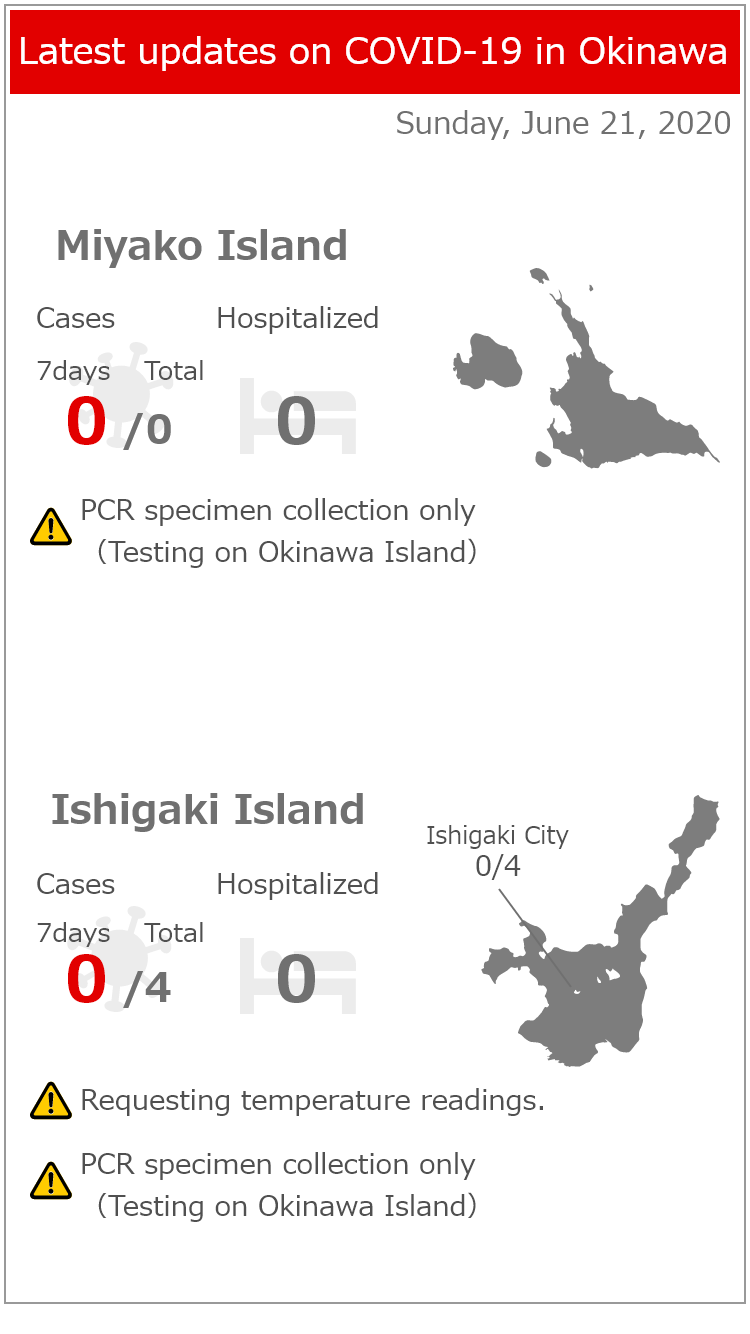 Latest updates on COVID-19 in Okinawa
Sunday, June 21, 2020
Miyako Island
Cases
Hospitalized
7days
Total
0 /0
0
PCR specimen collection only
（Testing on Okinawa Island）
Ishigaki Island
Ishigaki City
0/4
Cases
Hospitalized
7days
Total
0 /4
0
Requesting temperature readings.
PCR specimen collection only
（Testing on Okinawa Island）